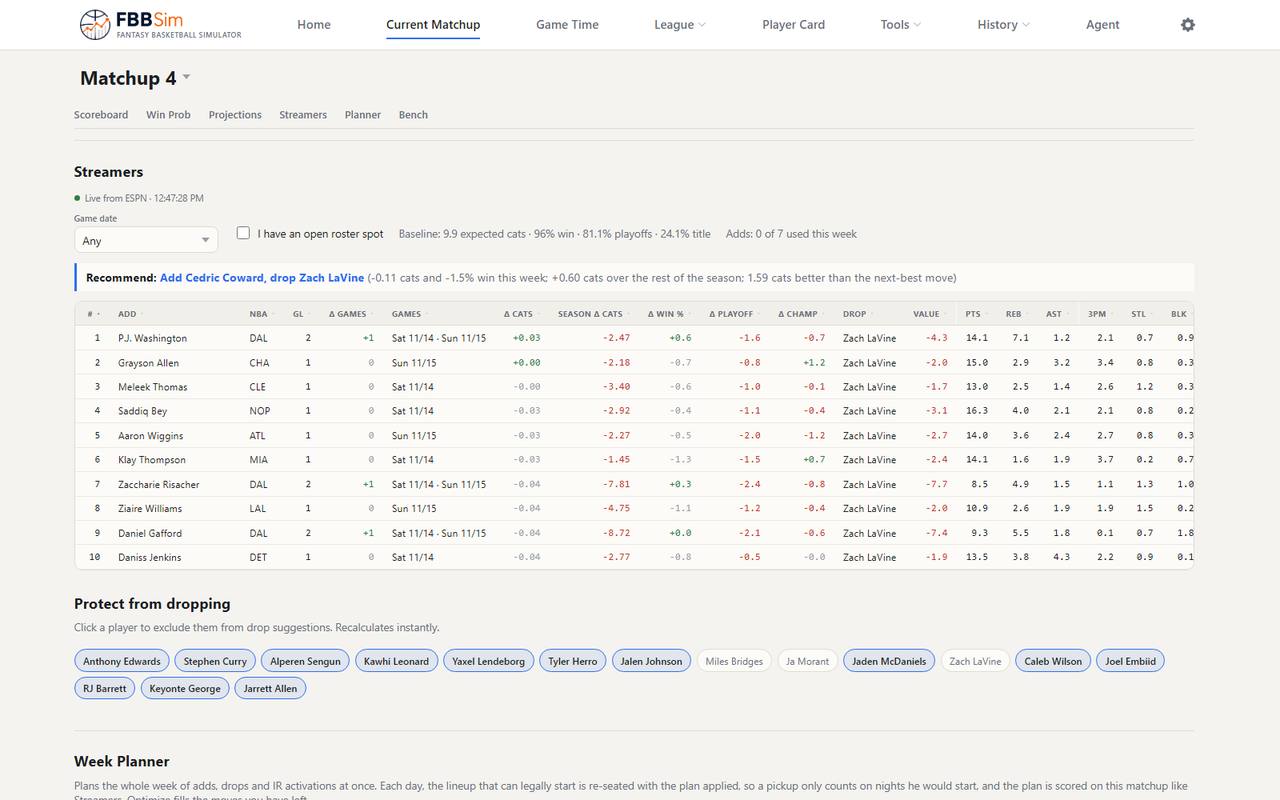 FBBSim
FANTASY BASKETBALL SIMULATOR
Home Current Matchup Game Time League Player Card Tools History Agent
Matchup 4
Scoreboard Win Prob Projections Streamers Planner Bench
Streamers
Live from ESPN · 12:47:28 PM
Game date
Any I have an open roster spot Baseline: 9.9 expected cats · 96% win · 81.1% playoffs · 24.1% title Adds: 0 of 7 used this week
Recommend: Add Cedric Coward, drop Zach LaVine (-0.11 cats and -1.5% win this week; +0.60 cats over the rest of the season; 1.59 cats better than the next-best move)
# ADD NBA GL Δ GAMES GAMES Δ CATS SEASON Δ CATS Δ WIN % Δ PLAYOFF Δ CHAMP DROP VALUE PTS REB AST 3PM STL BLK
1 P.J. Washington DAL 2 +1 Sat 11/14 · Sun 11/15 +0.03 -2.47 +0.6 -1.6 -0.7 Zach LaVine -4.3 14.1 7.1 1.2 2.1 0.7 0.9
2 Grayson Allen CHA 1 0 Sun 11/15 +0.00 -2.18 -0.7 -0.8 +1.2 Zach LaVine -2.0 15.0 2.9 3.2 3.4 0.8 0.3
3 Meleek Thomas CLE 1 0 Sat 11/14 -0.00 -3.40 -0.6 -1.0 -0.1 Zach LaVine -1.7 13.0 2.5 1.4 2.6 1.2 0.3
4 Saddiq Bey NOP 1 0 Sat 11/14 -0.03 -2.92 -0.4 -1.1 -0.4 Zach LaVine -3.1 16.3 4.0 2.1 2.1 0.8 0.2
5 Aaron Wiggins ATL 1 0 Sun 11/15 -0.03 -2.27 -0.5 -2.0 -1.2 Zach LaVine -2.7 14.0 3.6 2.4 2.7 0.8 0.3
6 Klay Thompson MIA 1 0 Sat 11/14 -0.03 -1.45 -1.3 -1.5 +0.7 Zach LaVine -2.4 14.1 1.6 1.9 3.7 0.2 0.7
7 Zaccharie Risacher DAL 2 +1 Sat 11/14 · Sun 11/15 -0.04 -7.81 +0.3 -2.4 -0.8 Zach LaVine -7.7 8.5 4.9 1.5 1.1 1.3 1.0
8 Ziaire Williams LAL 1 0 Sun 11/15 -0.04 -4.75 -1.1 -1.2 -0.4 Zach LaVine -2.0 10.9 2.6 1.9 1.9 1.5 0.2
9 Daniel Gafford DAL 2 +1 Sat 11/14 · Sun 11/15 -0.04 -8.72 +0.0 -2.1 -0.6 Zach LaVine -7.4 9.3 5.5 1.8 0.1 0.7 1.8
10 Daniss Jenkins DET 1 0 Sat 11/14 -0.04 -2.77 -0.8 -0.5 -0.0 Zach LaVine -1.9 13.5 3.8 4.3 2.2 0.9 0.1
Protect from dropping
Click a player to exclude them from drop suggestions. Recalculates instantly.
Anthony Edwards Stephen Curry Alperen Sengun Kawhi Leonard Yaxel Lendeborg Tyler Herro Jalen Johnson Miles Bridges Ja Morant Jaden McDaniels Zach LaVine Caleb Wilson Joel Embiid
RJ Barrett Keyonte George Jarrett Allen
Week Planner
Plans the whole week of adds, drops and IR activations at once. Each day, the lineup that can legally start is re-seated with the plan applied, so a pickup only counts on nights he would start, and the plan is scored on this matchup like
Streamers. Optimize fills the moves you have left.